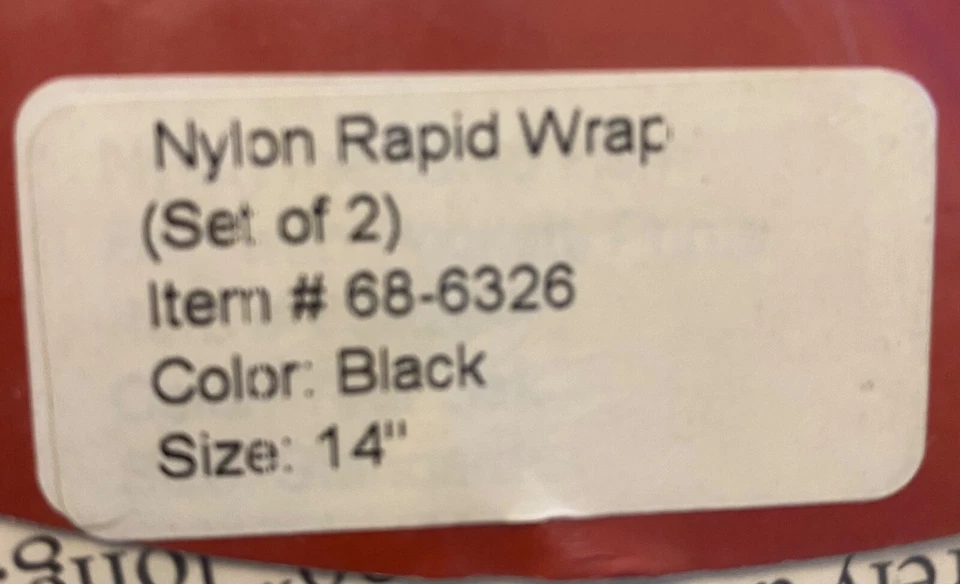 Nylon Rapid Wrap
(Set of 2)
Item # 68-6326
Color: Black
Size: 14"